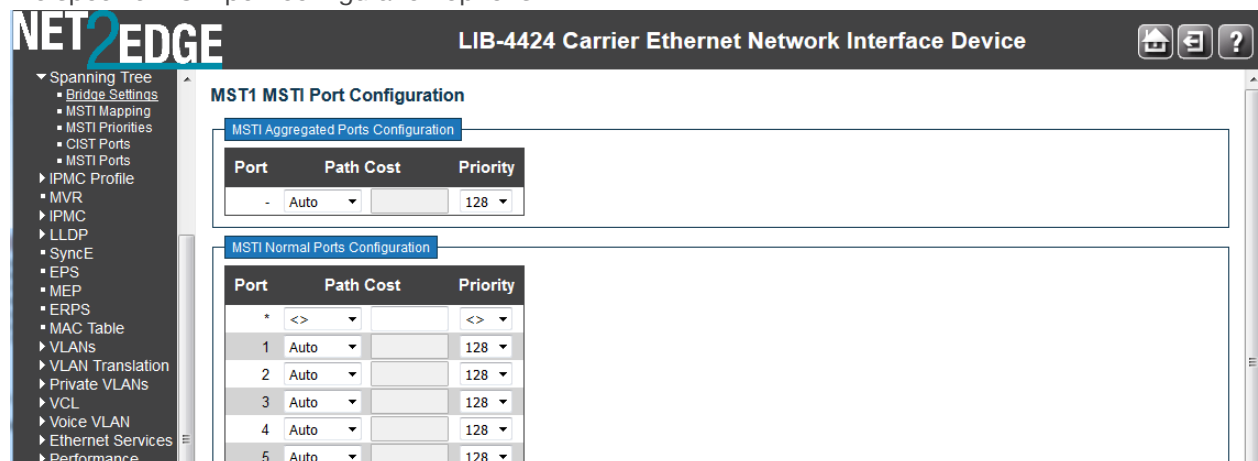 NET2EDGE
LIB-4424 Carrier Ethernet Network Interface Device
?
Spanning Tree
Bridge Settings
MSTI Mapping
MSTI Priorities
CIST Ports
MSTI Ports
IPMC Profile
MVR
IPMC
LLDP
SyncE
EPS
MEP
ERPS
MAC Table
VLANs
VLAN Translation
Private VLANs
VCL
Voice VLAN
Ethernet Services
Performance
MST1 MSTI Port Configuration
MSTI Aggregated Ports Configuration
Port Path Cost Priority
- Auto 128
MSTI Normal Ports Configuration
Port Path Cost Priority
* <> <>
1 Auto 128
2 Auto 128
3 Auto 128
4 Auto 128
5 Auto 128